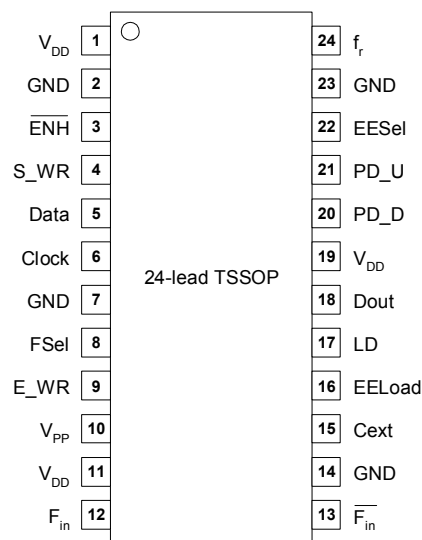 V_DD 1 24 f_r
GND 2 23 GND
E̅N̅H̅ 3 22 EESel
S_WR 4 21 PD_U
Data 5 20 PD_D
Clock 6 19 V_DD
24-lead TSSOP
GND 7 18 Dout
FSel 8 17 LD
E_WR 9 16 EELoad
V_PP 10 15 Cext
V_DD 11 14 GND
F_in 12 13 F̅_i̅n̅